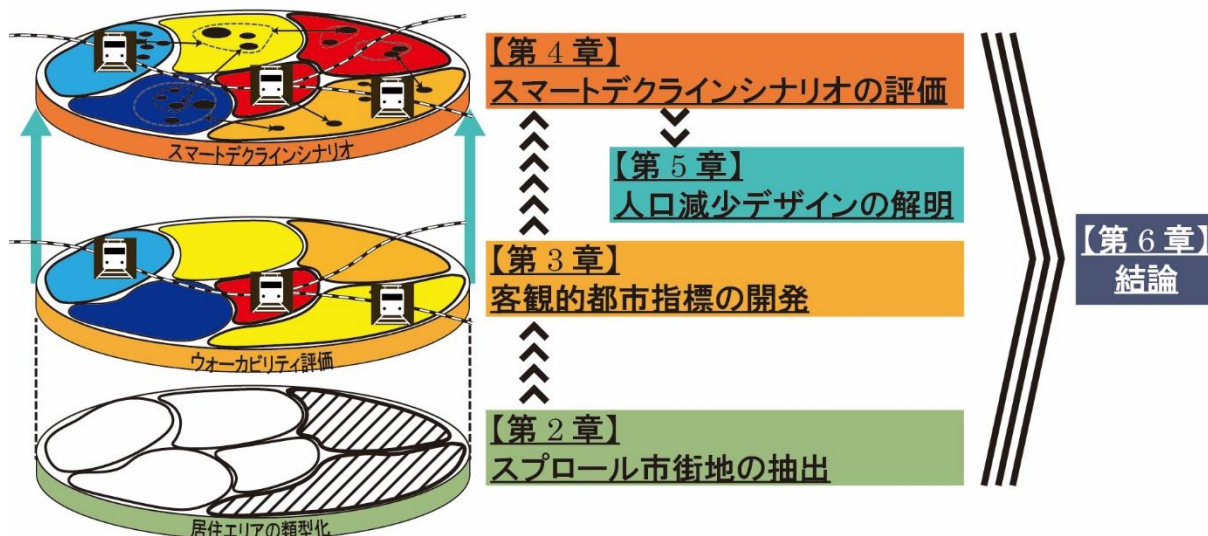 スマートデクラインシナリオ
ウォーカビリティ評価
居住エリアの類型化
【第 4 章】
スマートデクラインシナリオの評価
【第 5 章】
人口減少デザインの解明
【第 3 章】
客観的都市指標の開発
【第 2 章】
スプロール市街地の抽出
【第 6 章】
結論